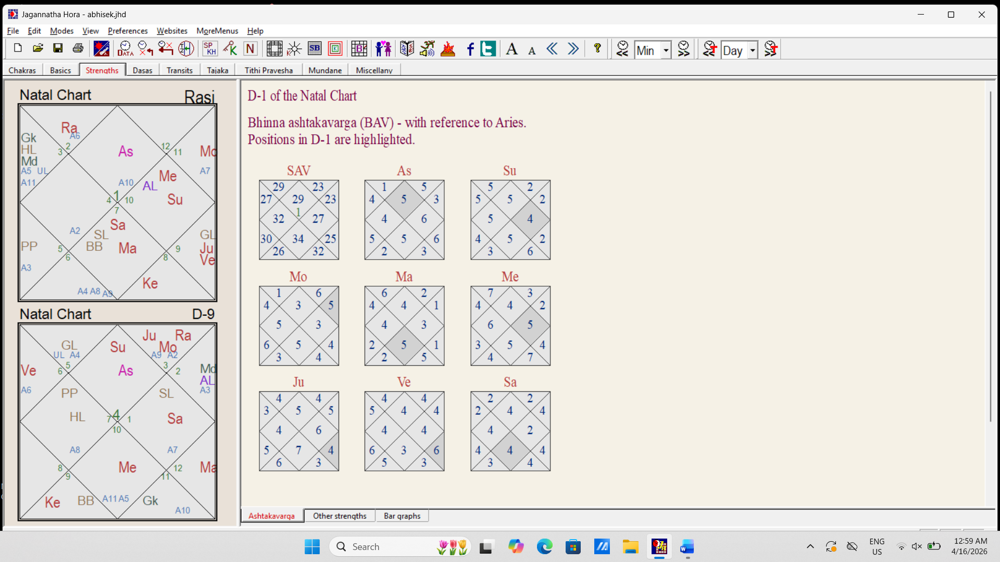 Jagannatha Hora - abhisek.jhd
File Edit Modes View Preferences Websites MoreMenus Help
DATA SP KH K N K SB K B f t A A ? Min Day
Chakras Basics Strengths Dasas Transits Tajaka Tithi Pravesha Mundane Miscellany
Natal Chart Rasi
Ra
A6
Gk
HL
Md
A5 UL
A11
2
3
As
12
11
Mo
A7
Me
AL
A10
Su
4 1 10
7
Sa
A2
SL
BB
Ma
PP
A3
5
6
9
8
GL
Ju
Ve
Ke
A4 A8 A9
Natal Chart D-9
GL
UL A4
Su
Ju Ra
Mo
A9 A2
Ve
A6
5
6
As
3
2
Md
AL
A3
PP
SL
HL
7 4 1
10
Sa
A8
A7
8
9
Me
12
11
Ma
Ke
BB
A11 A5
Gk
A10
D-1 of the Natal Chart
Bhinna ashtakavarga (BAV) - with reference to Aries.
Positions in D-1 are highlighted.
SAV
29 23
27 29 23
1
32 27
30 34 25
26 32
As
1 5
4 5 3
4 6
5 5 6
2 3
Su
5 2
5 5 2
5 4
4 5 2
3 6
Mo
1 6
4 3 5
5 3
6 5 4
3 4
Ma
6 2
4 4 1
4 3
2 5 1
2 5
Me
7 3
4 4 2
6 5
3 5 4
4 7
Ju
4 4
3 5 5
4 6
5 7 4
6 3
Ve
4 4
5 4 4
4 4
6 3 6
5 3
Sa
2 2
2 4 4
4 2
4 4 4
3 4
Ashtakavarga Other strengths Bar graphs
Search
ENG
US
12:59 AM
4/16/2026